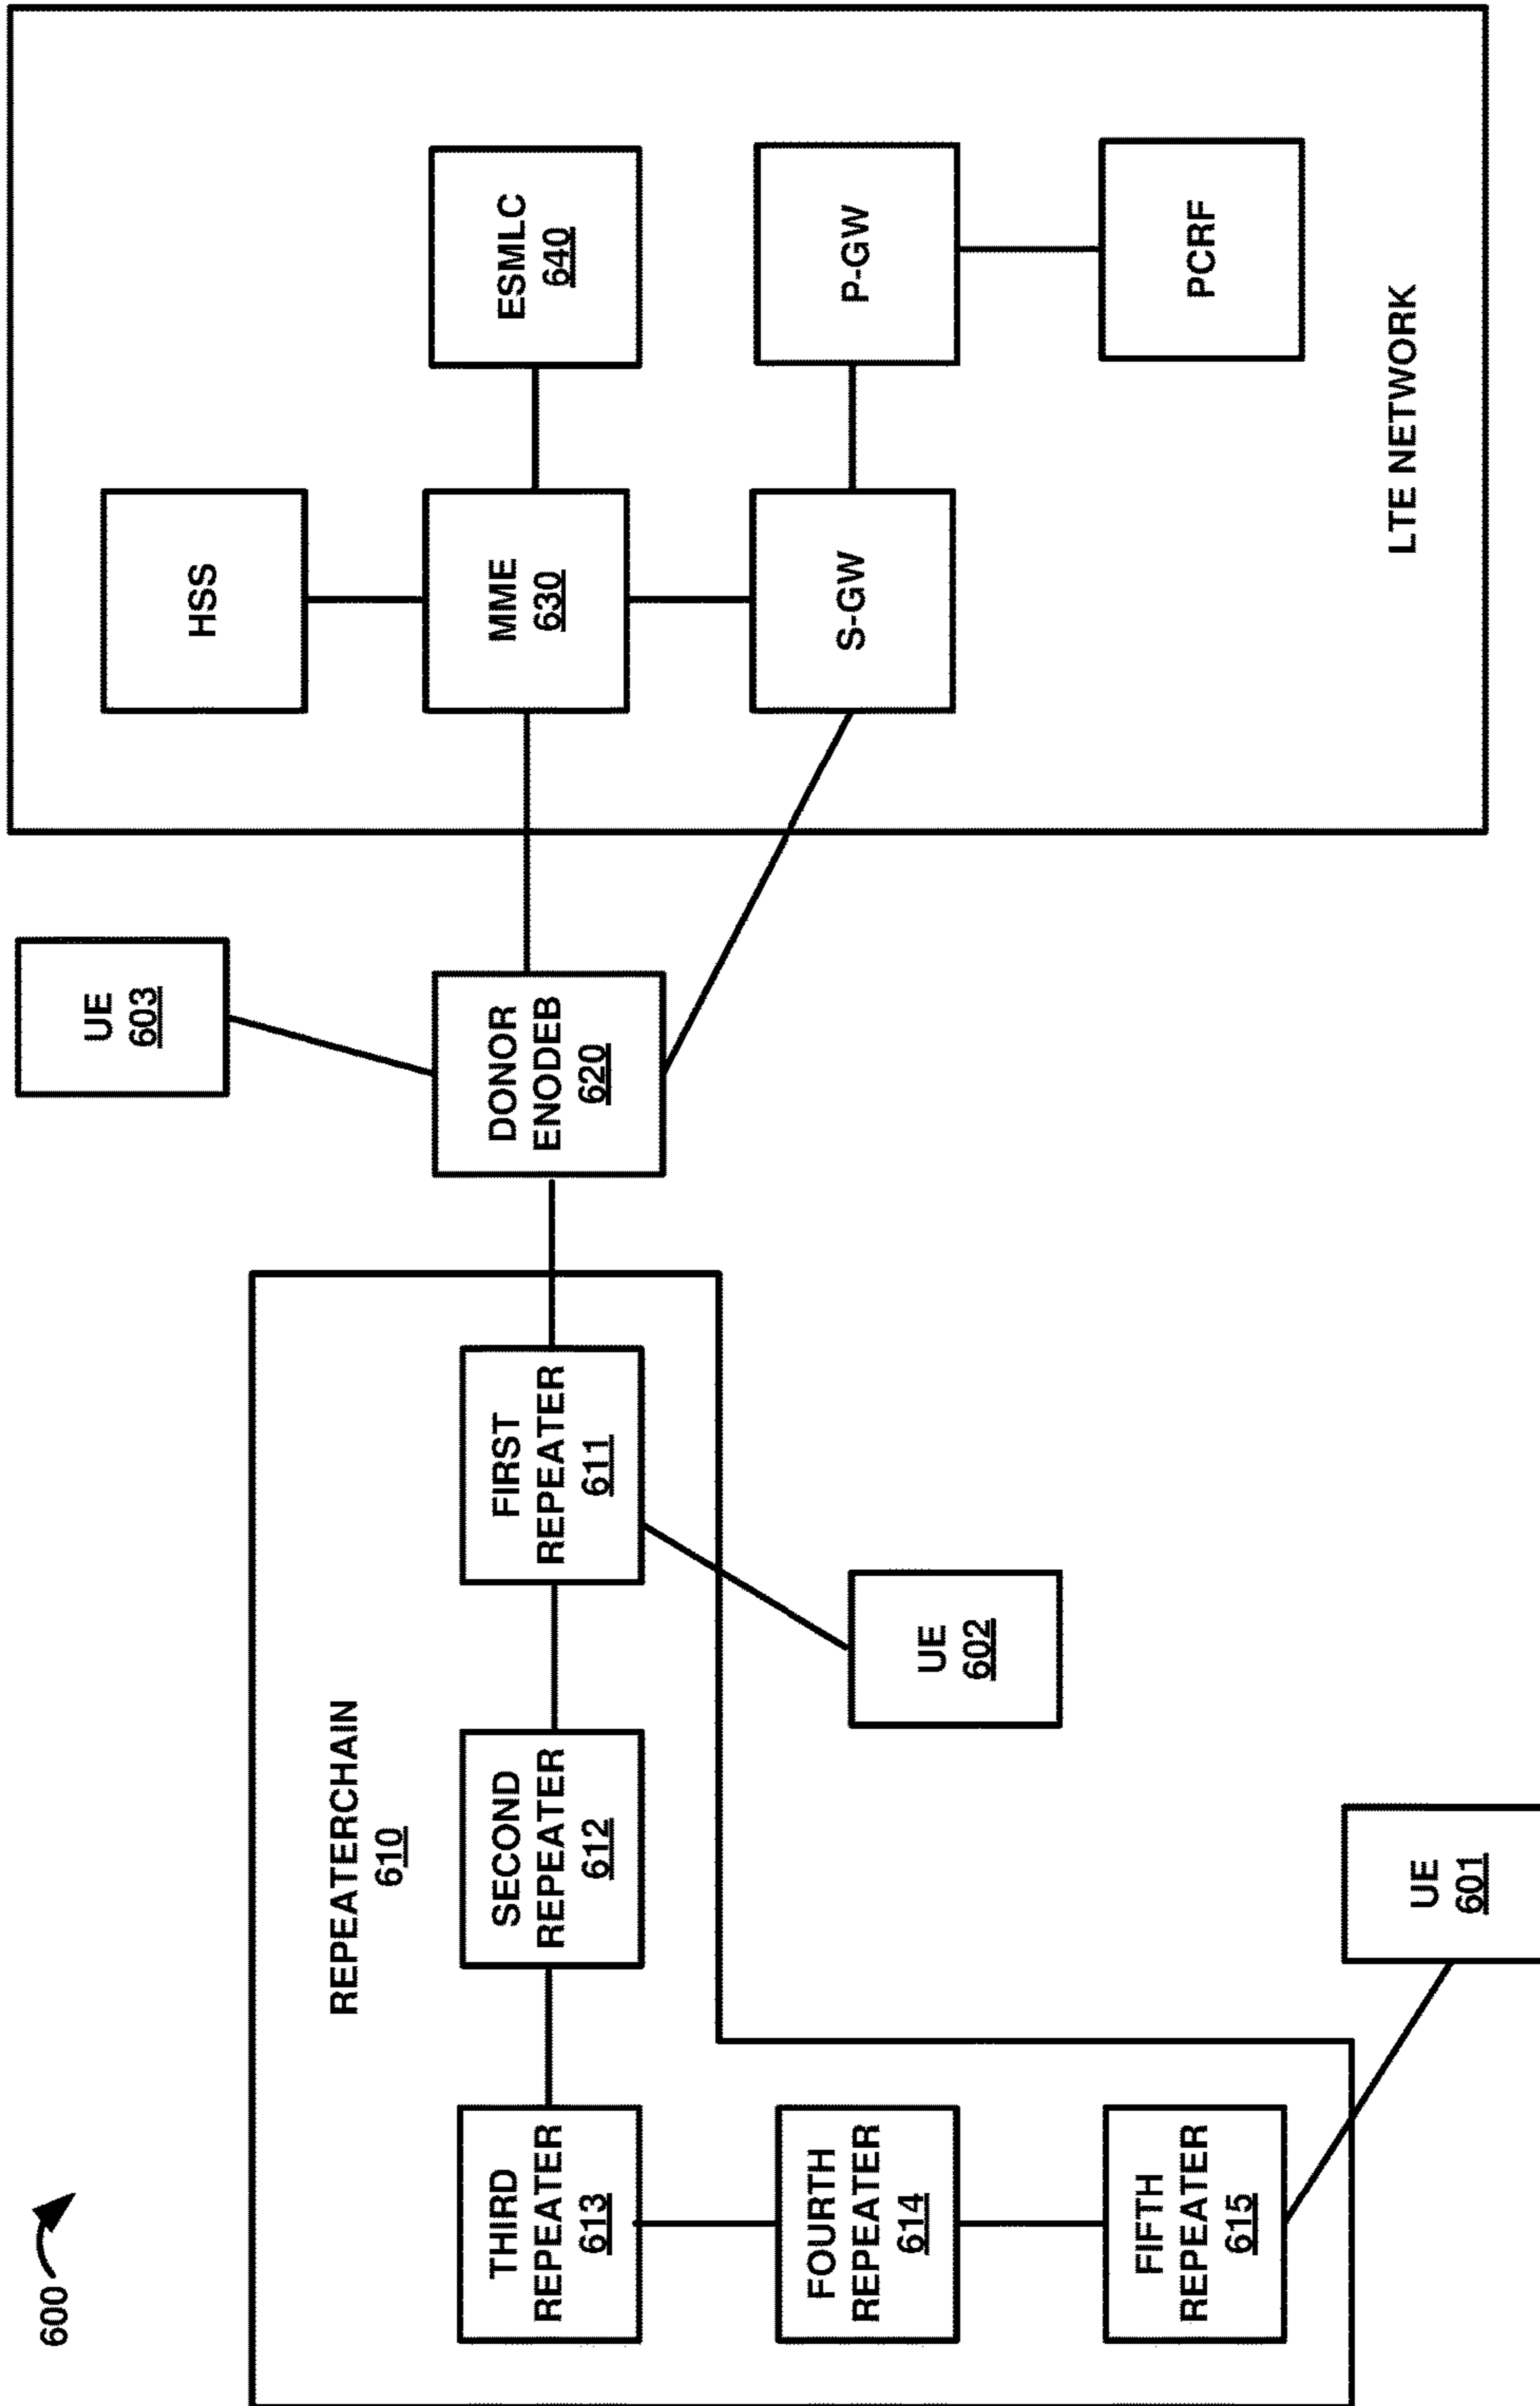 600
REPEATERCHAIN
610
THIRD
REPEATER
613
SECOND
REPEATER
612
FIRST
REPEATER
611
FOURTH
REPEATER
614
FIFTH
REPEATER
615
UE
601
UE
602
UE
603
DONOR
ENODEB
620
HSS
MME
630
ESMLC
640
S-GW
P-GW
PCRF
LTE NETWORK